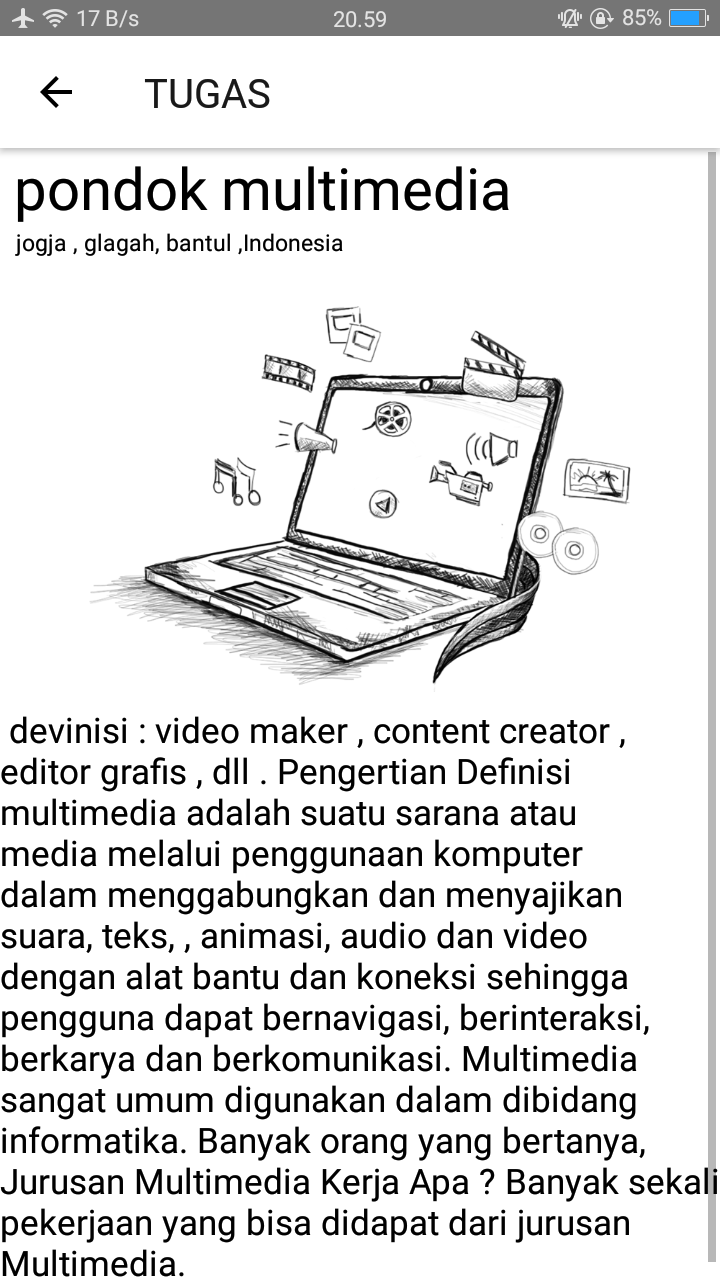 17 B/s 20.59 85%
TUGAS
pondok multimedia
jogja , glagah, bantul ,Indonesia
devinisi : video maker , content creator ,
editor grafis , dll . Pengertian Definisi
multimedia adalah suatu sarana atau
media melalui penggunaan komputer
dalam menggabungkan dan menyajikan
suara, teks, , animasi, audio dan video
dengan alat bantu dan koneksi sehingga
pengguna dapat bernavigasi, berinteraksi,
berkarya dan berkomunikasi. Multimedia
sangat umum digunakan dalam dibidang
informatika. Banyak orang yang bertanya,
Jurusan Multimedia Kerja Apa ? Banyak sekali
pekerjaan yang bisa didapat dari jurusan
Multimedia.